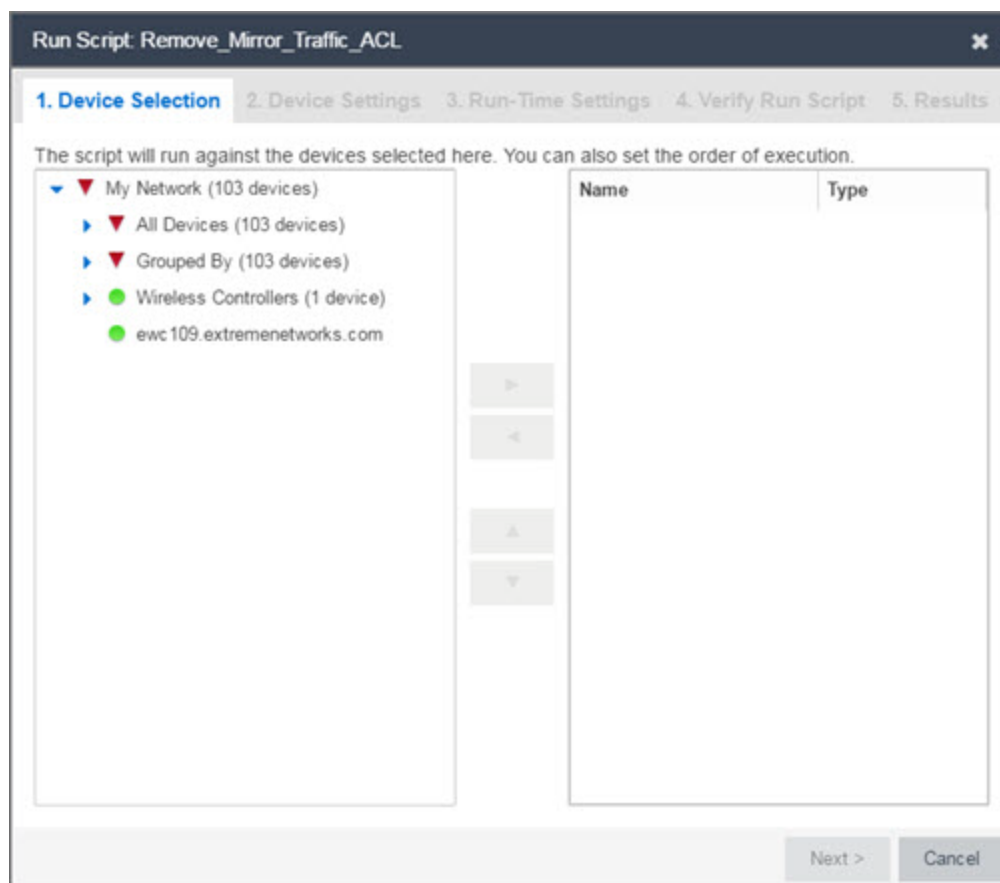 Run Script: Remove_Mirror_Traffic_ACL
1. Device Selection 2. Device Settings 3. Run-Time Settings 4. Verify Run Script 5. Results
The script will run against the devices selected here. You can also set the order of execution.
My Network (103 devices)
All Devices (103 devices)
Grouped By (103 devices)
Wireless Controllers (1 device)
ewc109.extremenetworks.com
Name Type
Next > Cancel